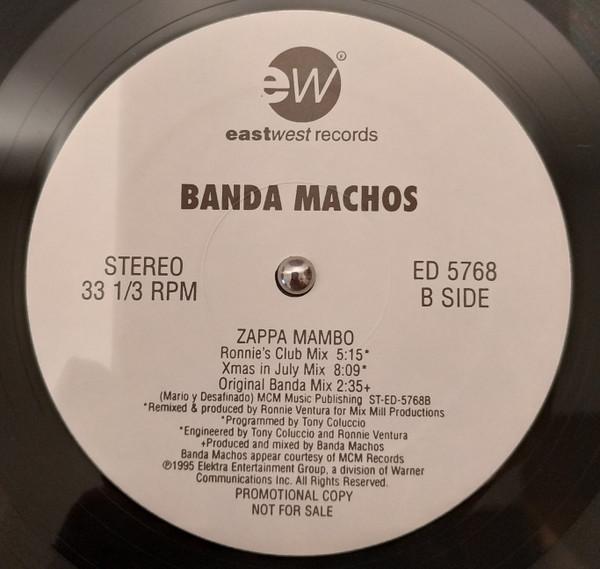 ew®
eastwest records
BANDA MACHOS
STEREO
33 1/3 RPM
ED 5768
B SIDE
ZAPPA MAMBO
Ronnie's Club Mix 5:15*
Xmas in July Mix 8:09*
Original Banda Mix 2:35+
(Mario y Desafinado) MCM Music Publishing ST-ED-5768B
*Remixed & produced by Ronnie Ventura for Mix Mill Productions
*Programmed by Tony Coluccio
*Engineered by Tony Coluccio and Ronnie Ventura
+Produced and mixed by Banda Machos
Banda Machos appear courtesy of MCM Records
℗1995 Elektra Entertainment Group, a division of Warner
Communications Inc. All Rights Reserved.
PROMOTIONAL COPY
NOT FOR SALE